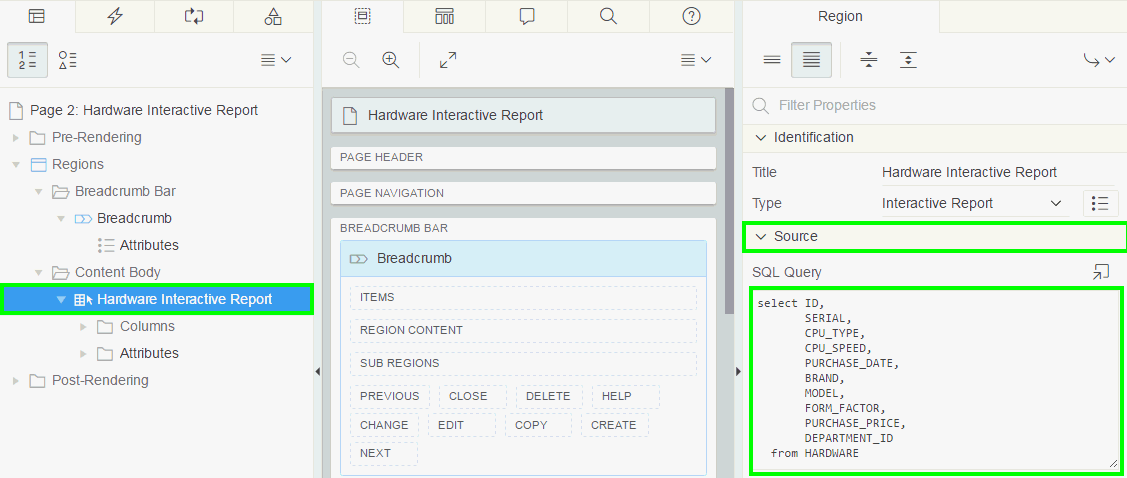 Page 2: Hardware Interactive Report
Pre-Rendering
Regions
Breadcrumb Bar
Breadcrumb
Attributes
Content Body
Hardware Interactive Report
Columns
Attributes
Post-Rendering
Hardware Interactive Report
PAGE HEADER
PAGE NAVIGATION
BREADCRUMB BAR
Breadcrumb
ITEMS
REGION CONTENT
SUB REGIONS
PREVIOUS CLOSE DELETE HELP
CHANGE EDIT COPY CREATE
NEXT
Region
Filter Properties
Identification
Title Hardware Interactive Report
Type Interactive Report
Source
SQL Query
select ID,
SERIAL,
CPU_TYPE,
CPU_SPEED,
PURCHASE_DATE,
BRAND,
MODEL,
FORM_FACTOR,
PURCHASE_PRICE,
DEPARTMENT_ID
from HARDWARE